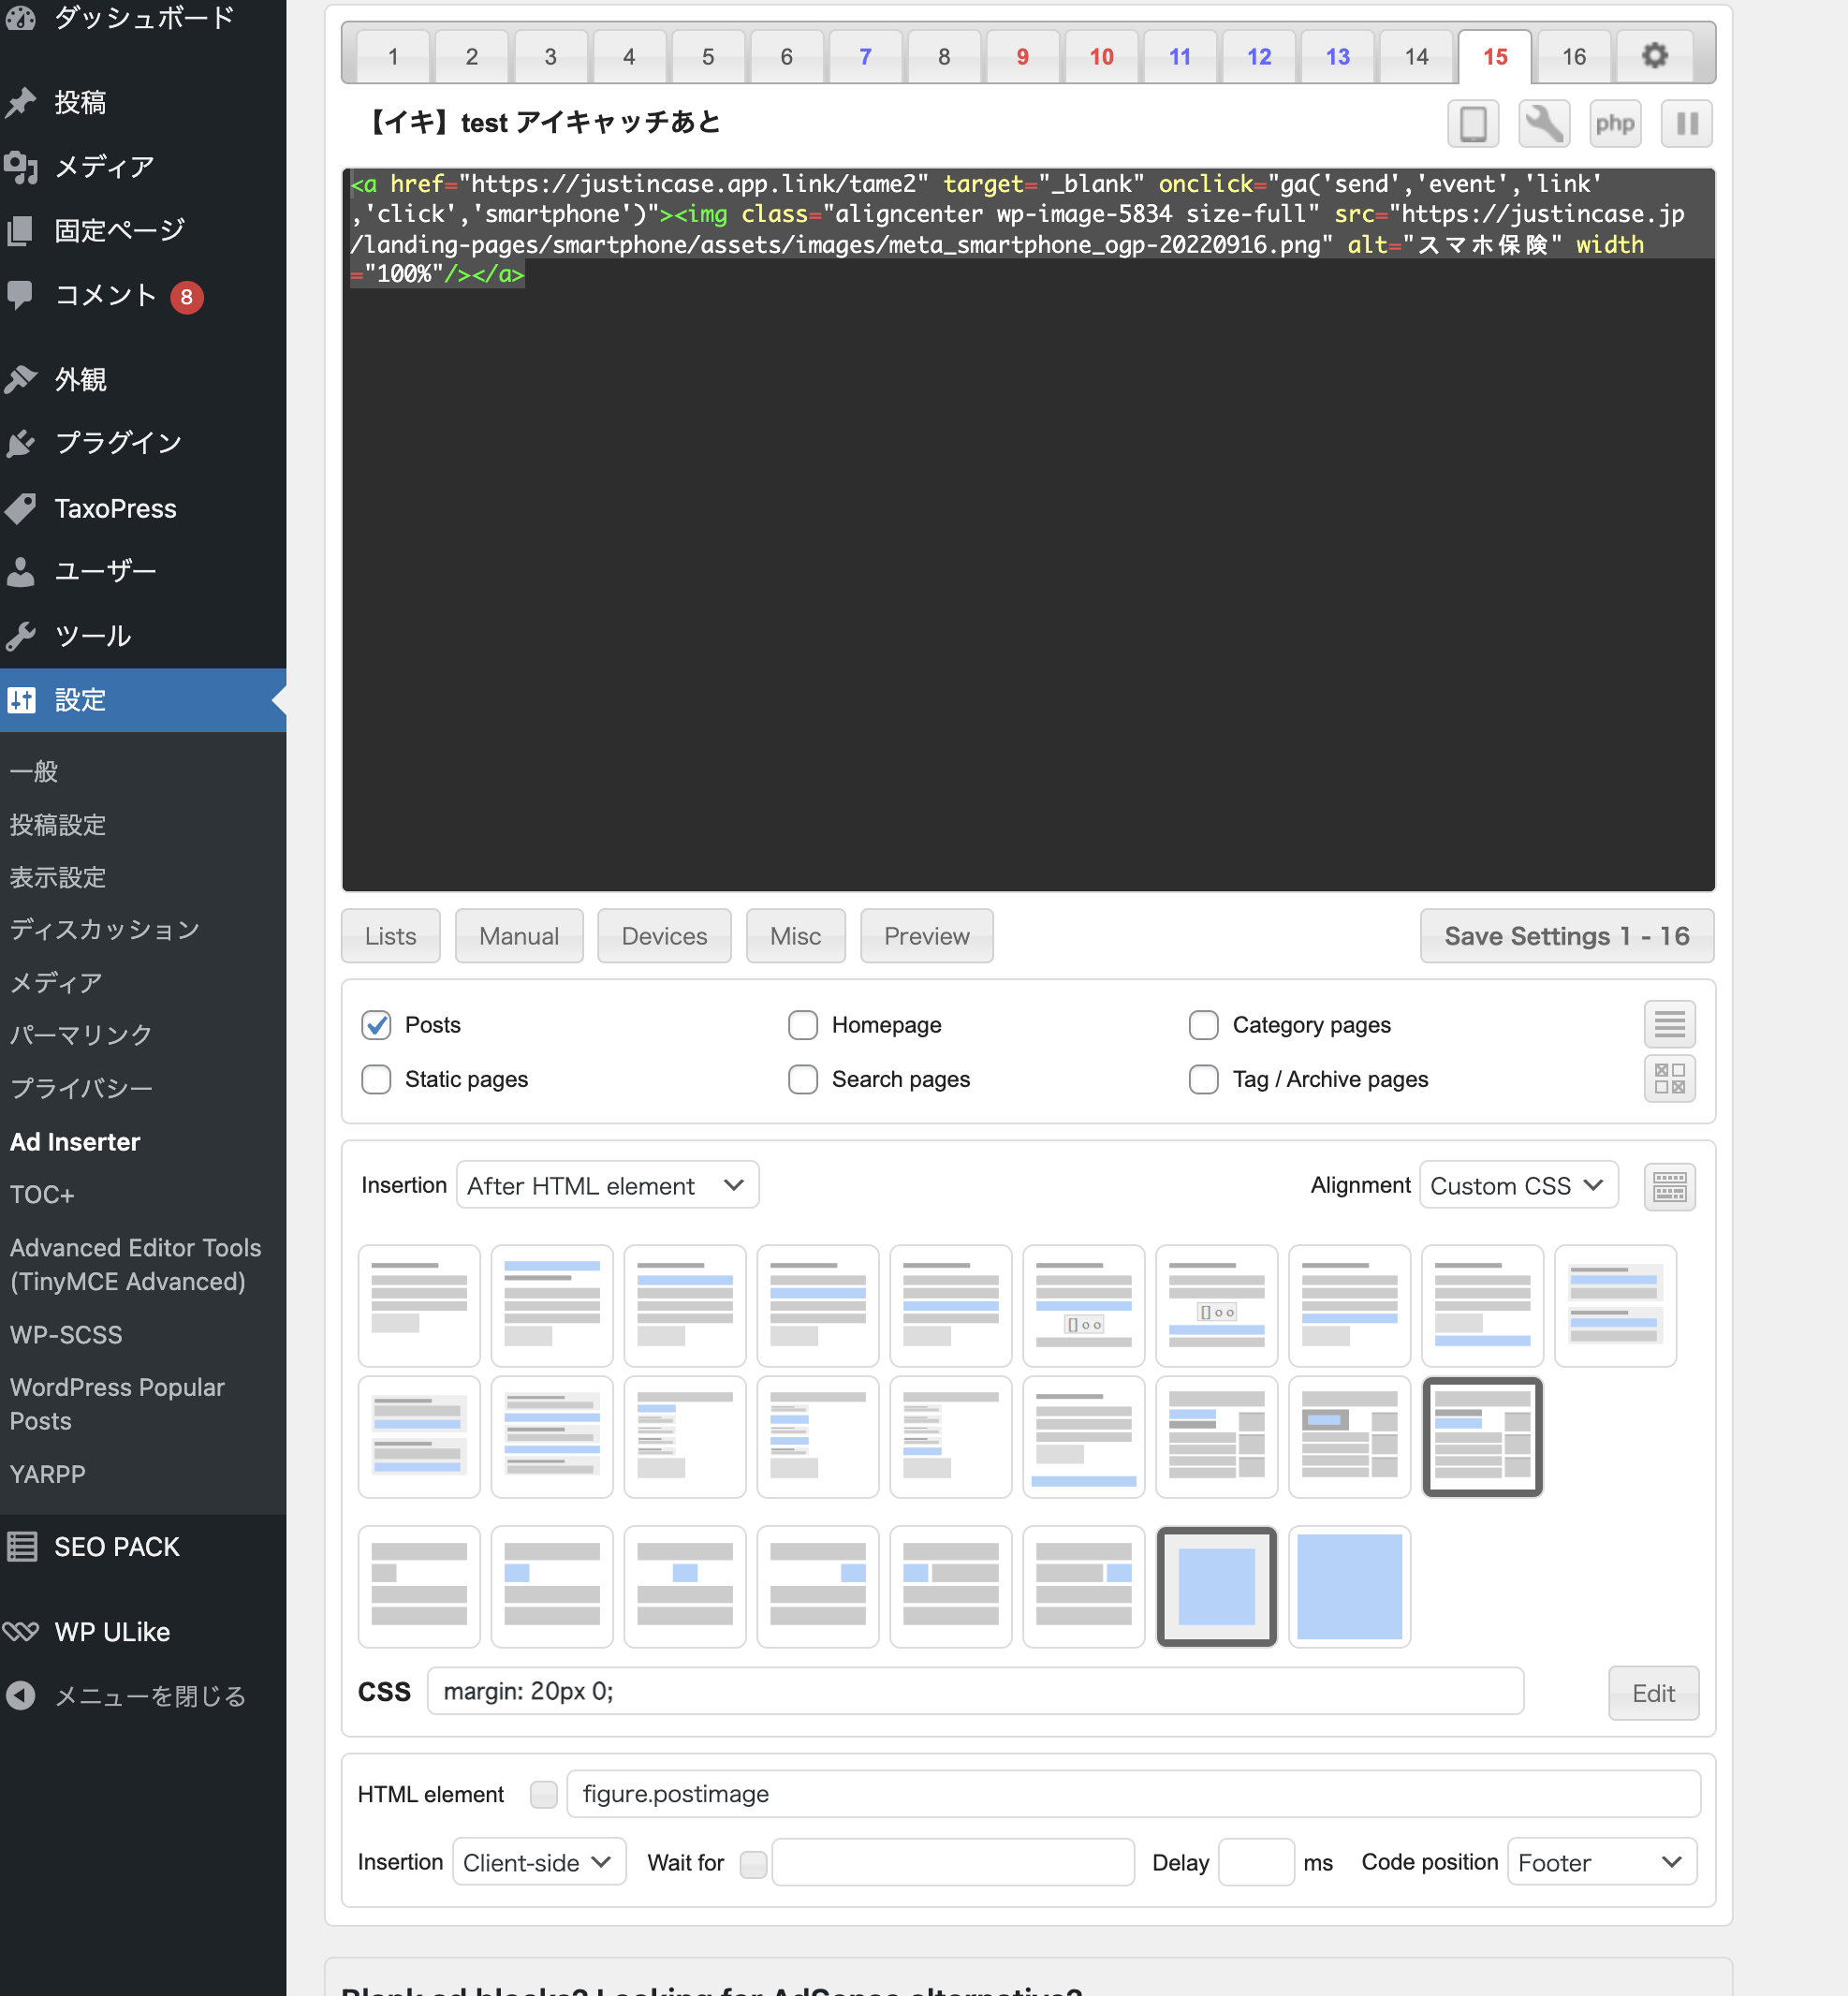 ダッシュボード
投稿
メディア
固定ページ
コメント 8
外観
プラグイン
TaxoPress
ユーザー
ツール
設定
一般
投稿設定
表示設定
ディスカッション
メディア
パーマリンク
プライバシー
Ad Inserter
TOC+
Advanced Editor Tools
(TinyMCE Advanced)
WP-SCSS
WordPress Popular
Posts
YARPP
SEO PACK
WP ULike
メニューを閉じる
1 2 3 4 5 6 7 8 9 10 11 12 13 14 15 16
【イキ】test アイキャッチあと
php
<a href="https://justincase.app.link/tame2" target="_blank" onclick="ga('send','event','link'
,'click','smartphone')"><img class="aligncenter wp-image-5834 size-full" src="https://justincase.jp
/landing-pages/smartphone/assets/images/meta_smartphone_ogp-20220916.png" alt="スマホ保険" width
="100%"/></a>
Lists Manual Devices Misc Preview Save Settings 1 - 16
Posts Homepage Category pages
Static pages Search pages Tag / Archive pages
Insertion After HTML element Alignment Custom CSS
CSS margin: 20px 0; Edit
HTML element figure.postimage
Insertion Client-side Wait for Delay ms Code position Footer
Blank ad blocks? Looking for AdSense alternative?